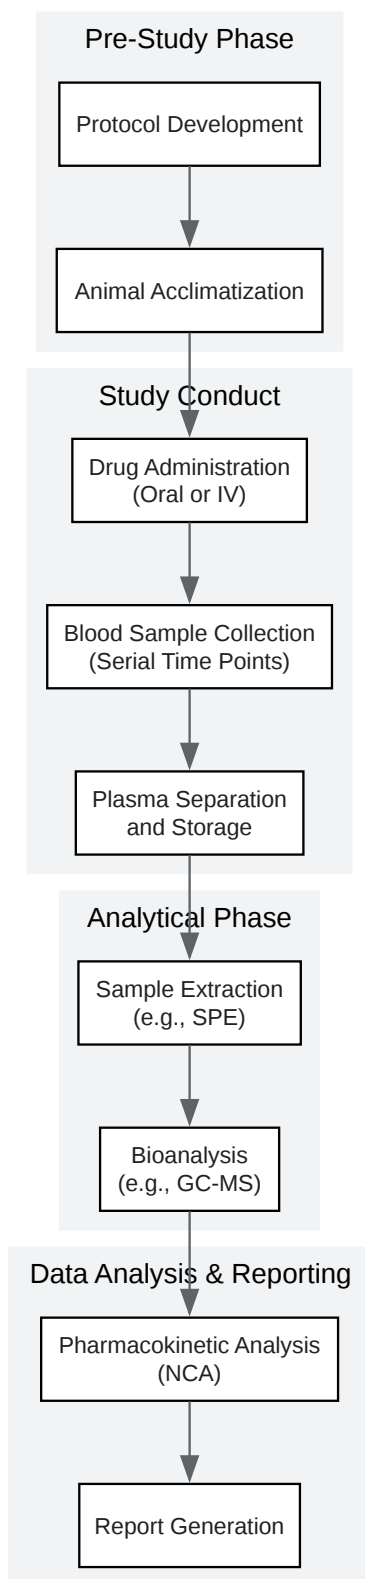 Pre-Study Phase
Protocol Development
Animal Acclimatization
Study Conduct
Drug Administration
(Oral or IV)
Blood Sample Collection
(Serial Time Points)
Plasma Separation
and Storage
Analytical Phase
Sample Extraction
(e.g., SPE)
Bioanalysis
(e.g., GC-MS)
Data Analysis & Reporting
Pharmacokinetic Analysis
(NCA)
Report Generation